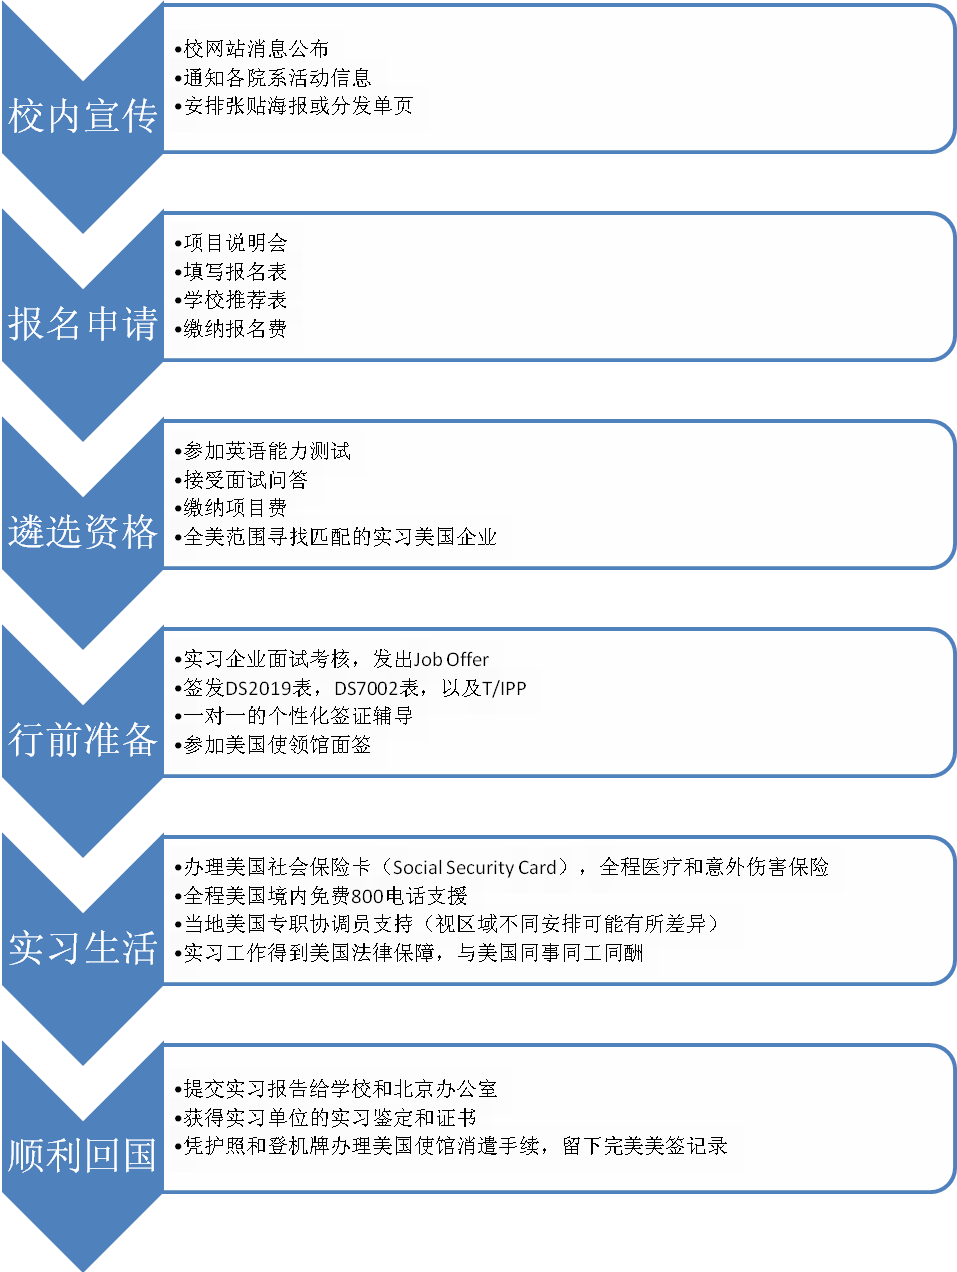 校内宣传
•校网站消息公布
•通知各院系活动信息
•安排张贴海报或分发单页
报名申请
•项目说明会
•填写报名表
•学校推荐表
•缴纳报名费
遴选资格
•参加英语能力测试
•接受面试问答
•缴纳项目费
•全美范围寻找匹配的实习美国企业
行前准备
•实习企业面试考核，发出Job Offer
•签发DS2019表，DS7002表，以及T/IPP
•一对一的个性化签证辅导
•参加美国使领馆面签
实习生活
•办理美国社会保险卡（Social Security Card），全程医疗和意外伤害保险
•全程美国境内免费800电话支援
•当地美国专职协调员支持（视区域不同安排可能有所差异）
•实习工作得到美国法律保障，与美国同事同工同酬
顺利回国
•提交实习报告给学校和北京办公室
•获得实习单位的实习鉴定和证书
•凭护照和登机牌办理美国使馆消遣手续，留下完美美签记录